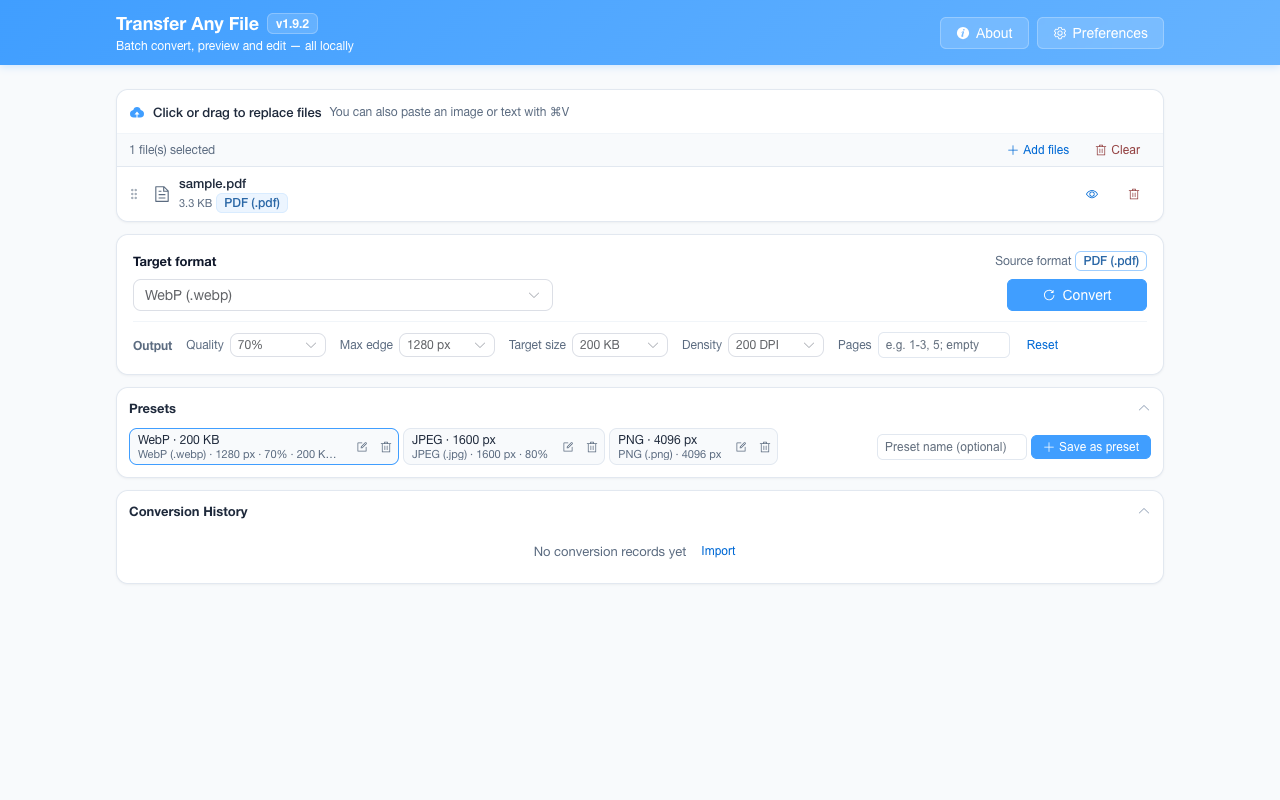 Transfer Any File v1.9.2
Batch convert, preview and edit — all locally
About
Preferences
Click or drag to replace files You can also paste an image or text with ⌘V
1 file(s) selected
Add files
Clear
sample.pdf
3.3 KB PDF (.pdf)
Target format
Source format PDF (.pdf)
WebP (.webp)
Convert
Output Quality 70% Max edge 1280 px Target size 200 KB Density 200 DPI Pages e.g. 1-3, 5; empty Reset
Presets
WebP · 200 KB
WebP (.webp) · 1280 px · 70% · 200 K…
JPEG · 1600 px
JPEG (.jpg) · 1600 px · 80%
PNG · 4096 px
PNG (.png) · 4096 px
Preset name (optional)
Save as preset
Conversion History
No conversion records yet Import